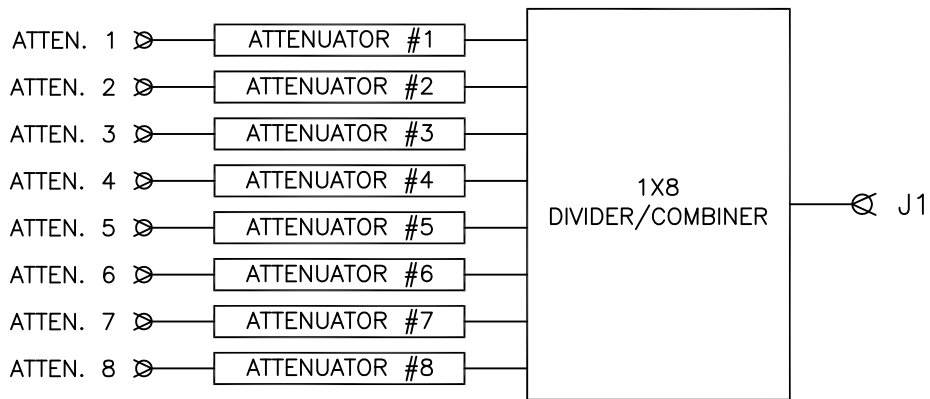 ATTEN. 1 ATTENUATOR #1
ATTEN. 2 ATTENUATOR #2
ATTEN. 3 ATTENUATOR #3
ATTEN. 4 ATTENUATOR #4
ATTEN. 5 ATTENUATOR #5
ATTEN. 6 ATTENUATOR #6
ATTEN. 7 ATTENUATOR #7
ATTEN. 8 ATTENUATOR #8
1X8
DIVIDER/COMBINER
J1